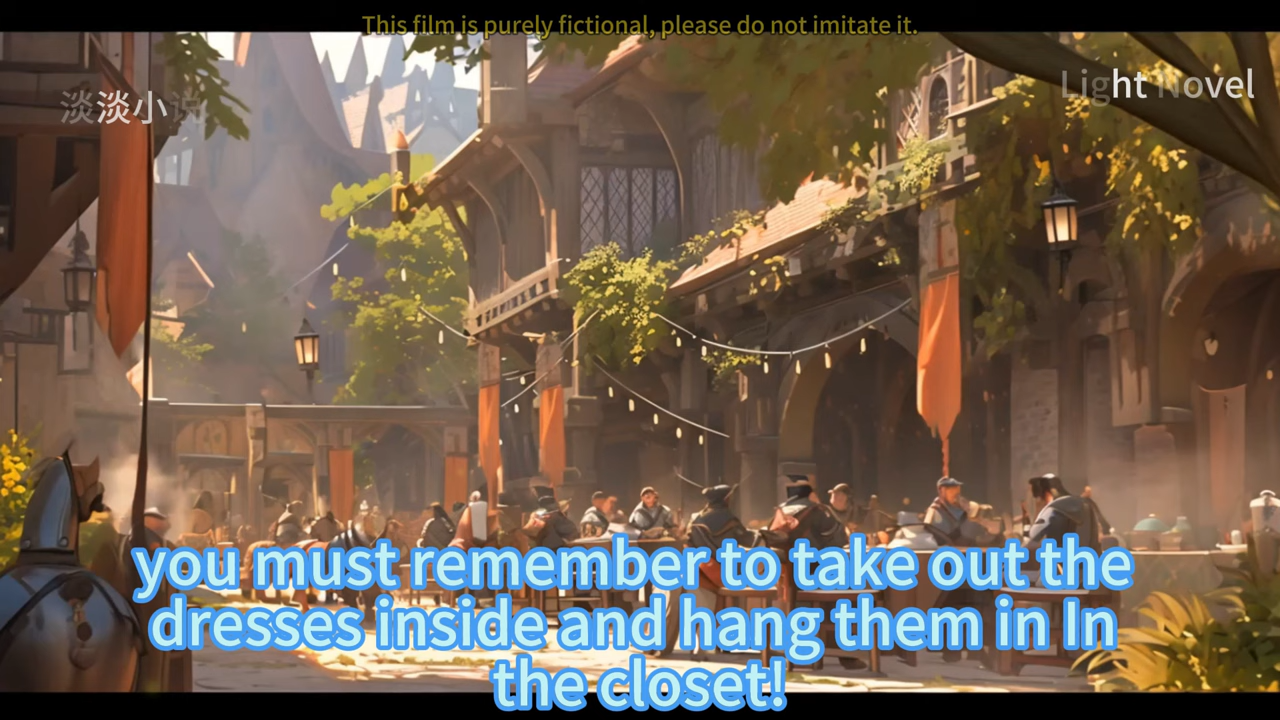 This film is purely fictional, please do not imitate it.
淡淡小说
Light Novel
you must remember to take out the
dresses inside and hang them in In
the closet!